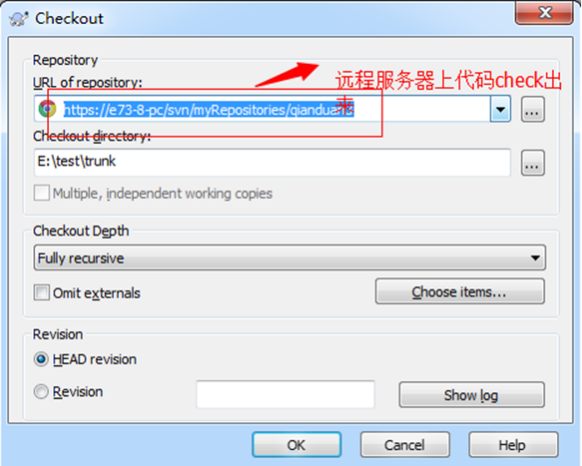 Checkout
Repository
URL of repository:
远程服务器上代码check出
来
https://e73-8-pc/svn/myRepositories/qianduan
...
Checkout directory:
E:\test\trunk
...
Multiple, independent working copies
Checkout Depth
Fully recursive
Omit externals
Choose items...
Revision
HEAD revision
Revision
Show log
OK
Cancel
Help